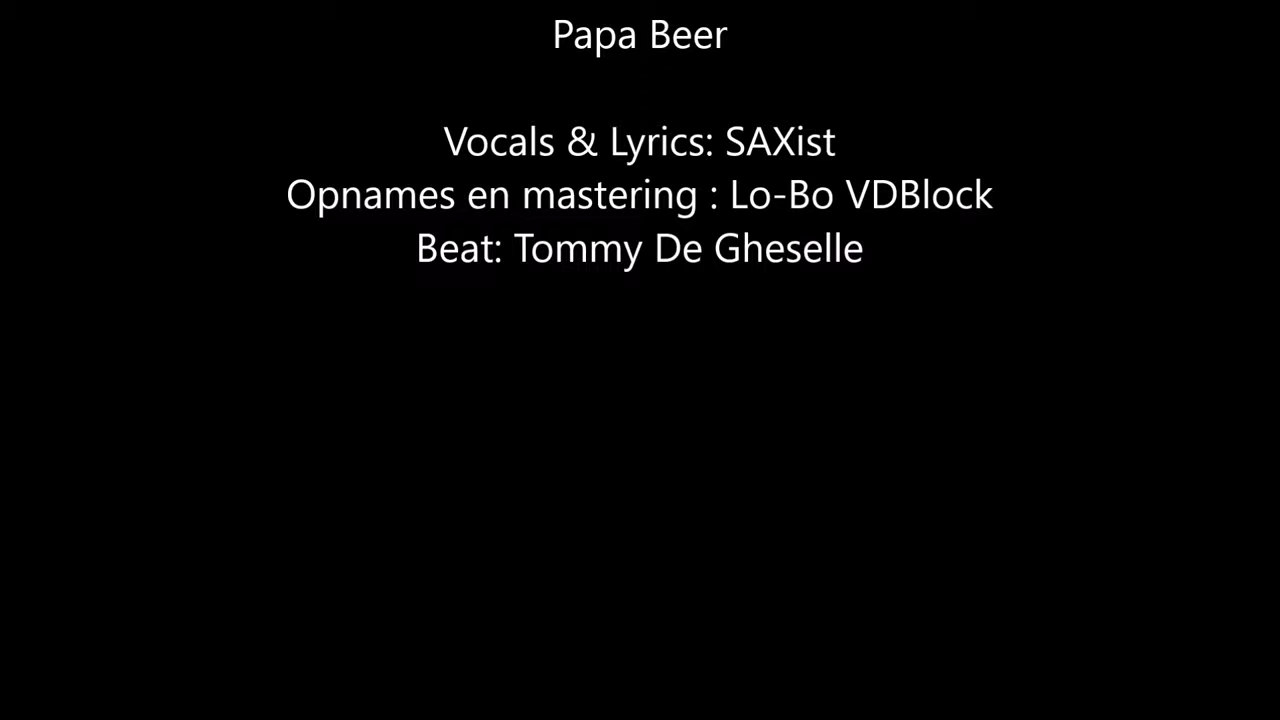 Papa Beer
Vocals & Lyrics: SAXist
Opnames en mastering : Lo-Bo VDBlock
Beat: Tommy De Gheselle